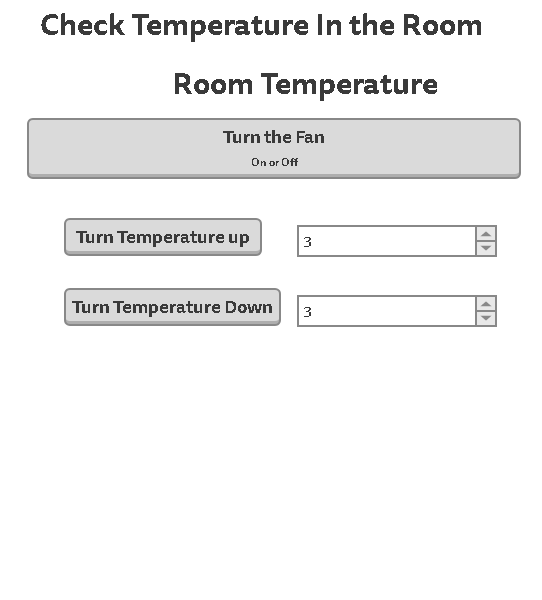 Check Temperature In the Room
Room Temperature
Turn the Fan
On or Off
Turn Temperature up
3
Turn Temperature Down
3